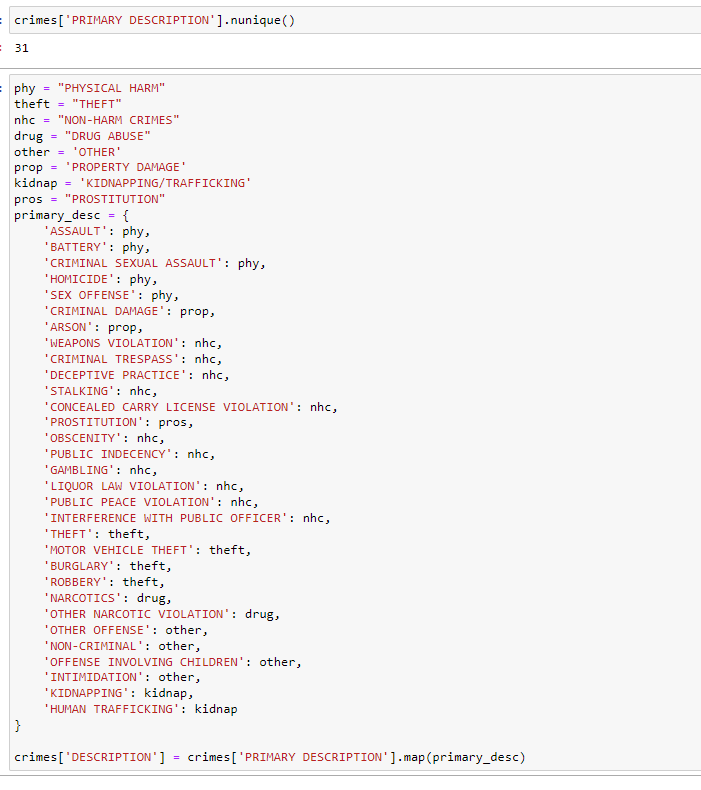 crimes['PRIMARY DESCRIPTION'].nunique()
31
phy = "PHYSICAL HARM"
theft = "THEFT"
nhc = "NON-HARM CRIMES"
drug = "DRUG ABUSE"
other = 'OTHER'
prop = 'PROPERTY DAMAGE'
kidnap = 'KIDNAPPING/TRAFFICKING'
pros = "PROSTITUTION"
primary_desc = {
    'ASSAULT': phy,
    'BATTERY': phy,
    'CRIMINAL SEXUAL ASSAULT': phy,
    'HOMICIDE': phy,
    'SEX OFFENSE': phy,
    'CRIMINAL DAMAGE': prop,
    'ARSON': prop,
    'WEAPONS VIOLATION': nhc,
    'CRIMINAL TRESPASS': nhc,
    'DECEPTIVE PRACTICE': nhc,
    'STALKING': nhc,
    'CONCEALED CARRY LICENSE VIOLATION': nhc,
    'PROSTITUTION': pros,
    'OBSCENITY': nhc,
    'PUBLIC INDECENCY': nhc,
    'GAMBLING': nhc,
    'LIQUOR LAW VIOLATION': nhc,
    'PUBLIC PEACE VIOLATION': nhc,
    'INTERFERENCE WITH PUBLIC OFFICER': nhc,
    'THEFT': theft,
    'MOTOR VEHICLE THEFT': theft,
    'BURGLARY': theft,
    'ROBBERY': theft,
    'NARCOTICS': drug,
    'OTHER NARCOTIC VIOLATION': drug,
    'OTHER OFFENSE': other,
    'NON-CRIMINAL': other,
    'OFFENSE INVOLVING CHILDREN': other,
    'INTIMIDATION': other,
    'KIDNAPPING': kidnap,
    'HUMAN TRAFFICKING': kidnap
}
crimes['DESCRIPTION'] = crimes['PRIMARY DESCRIPTION'].map(primary_desc)